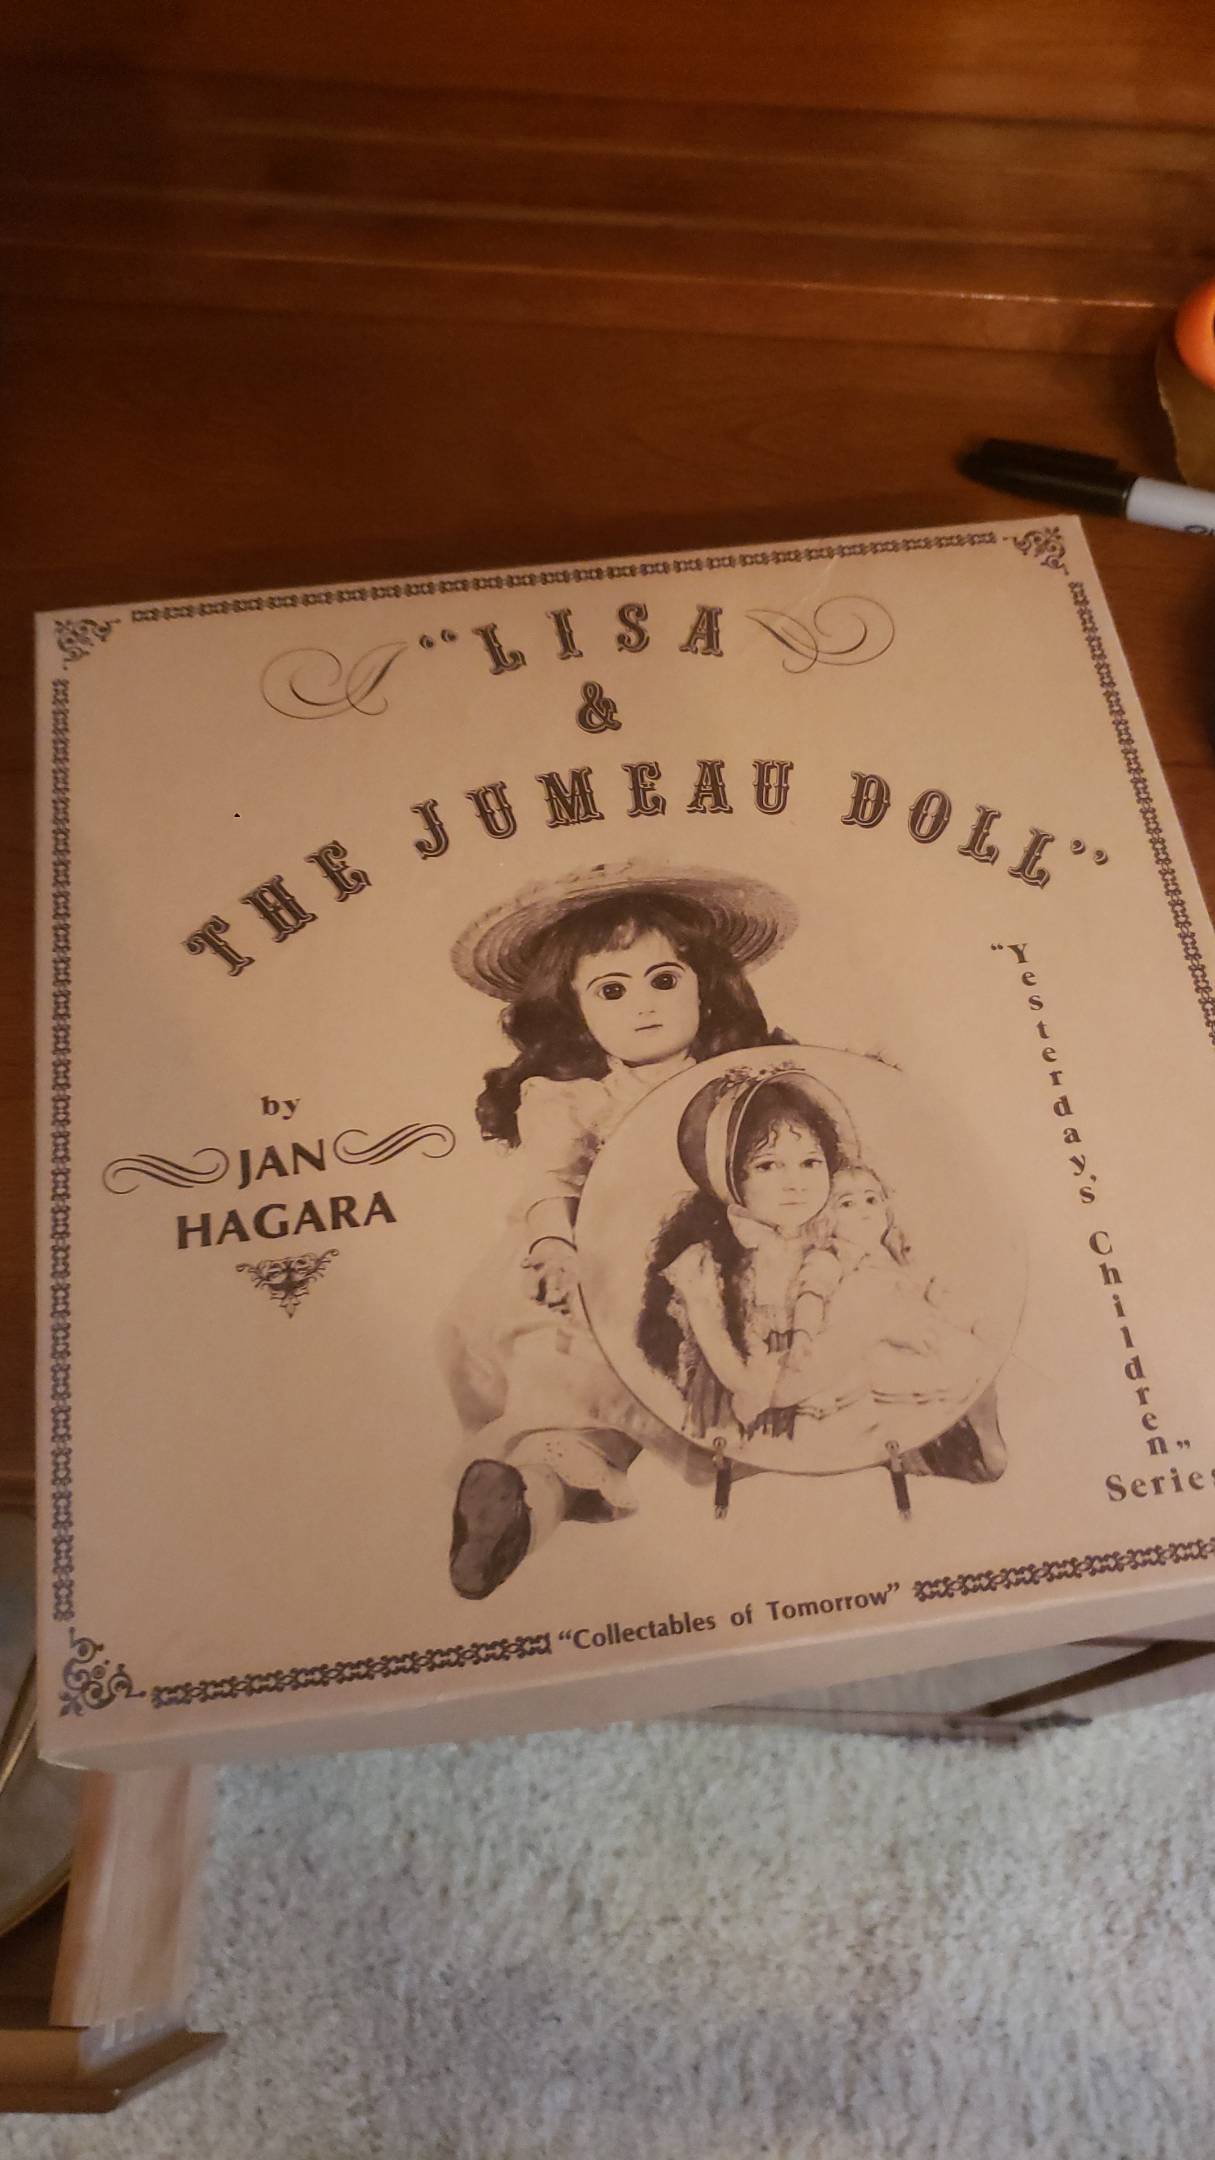 "LISA
&
THE JUMEAU DOLL"
by
JAN
HAGARA
"Yesterday's Children"
Series
"Collectables of Tomorrow"